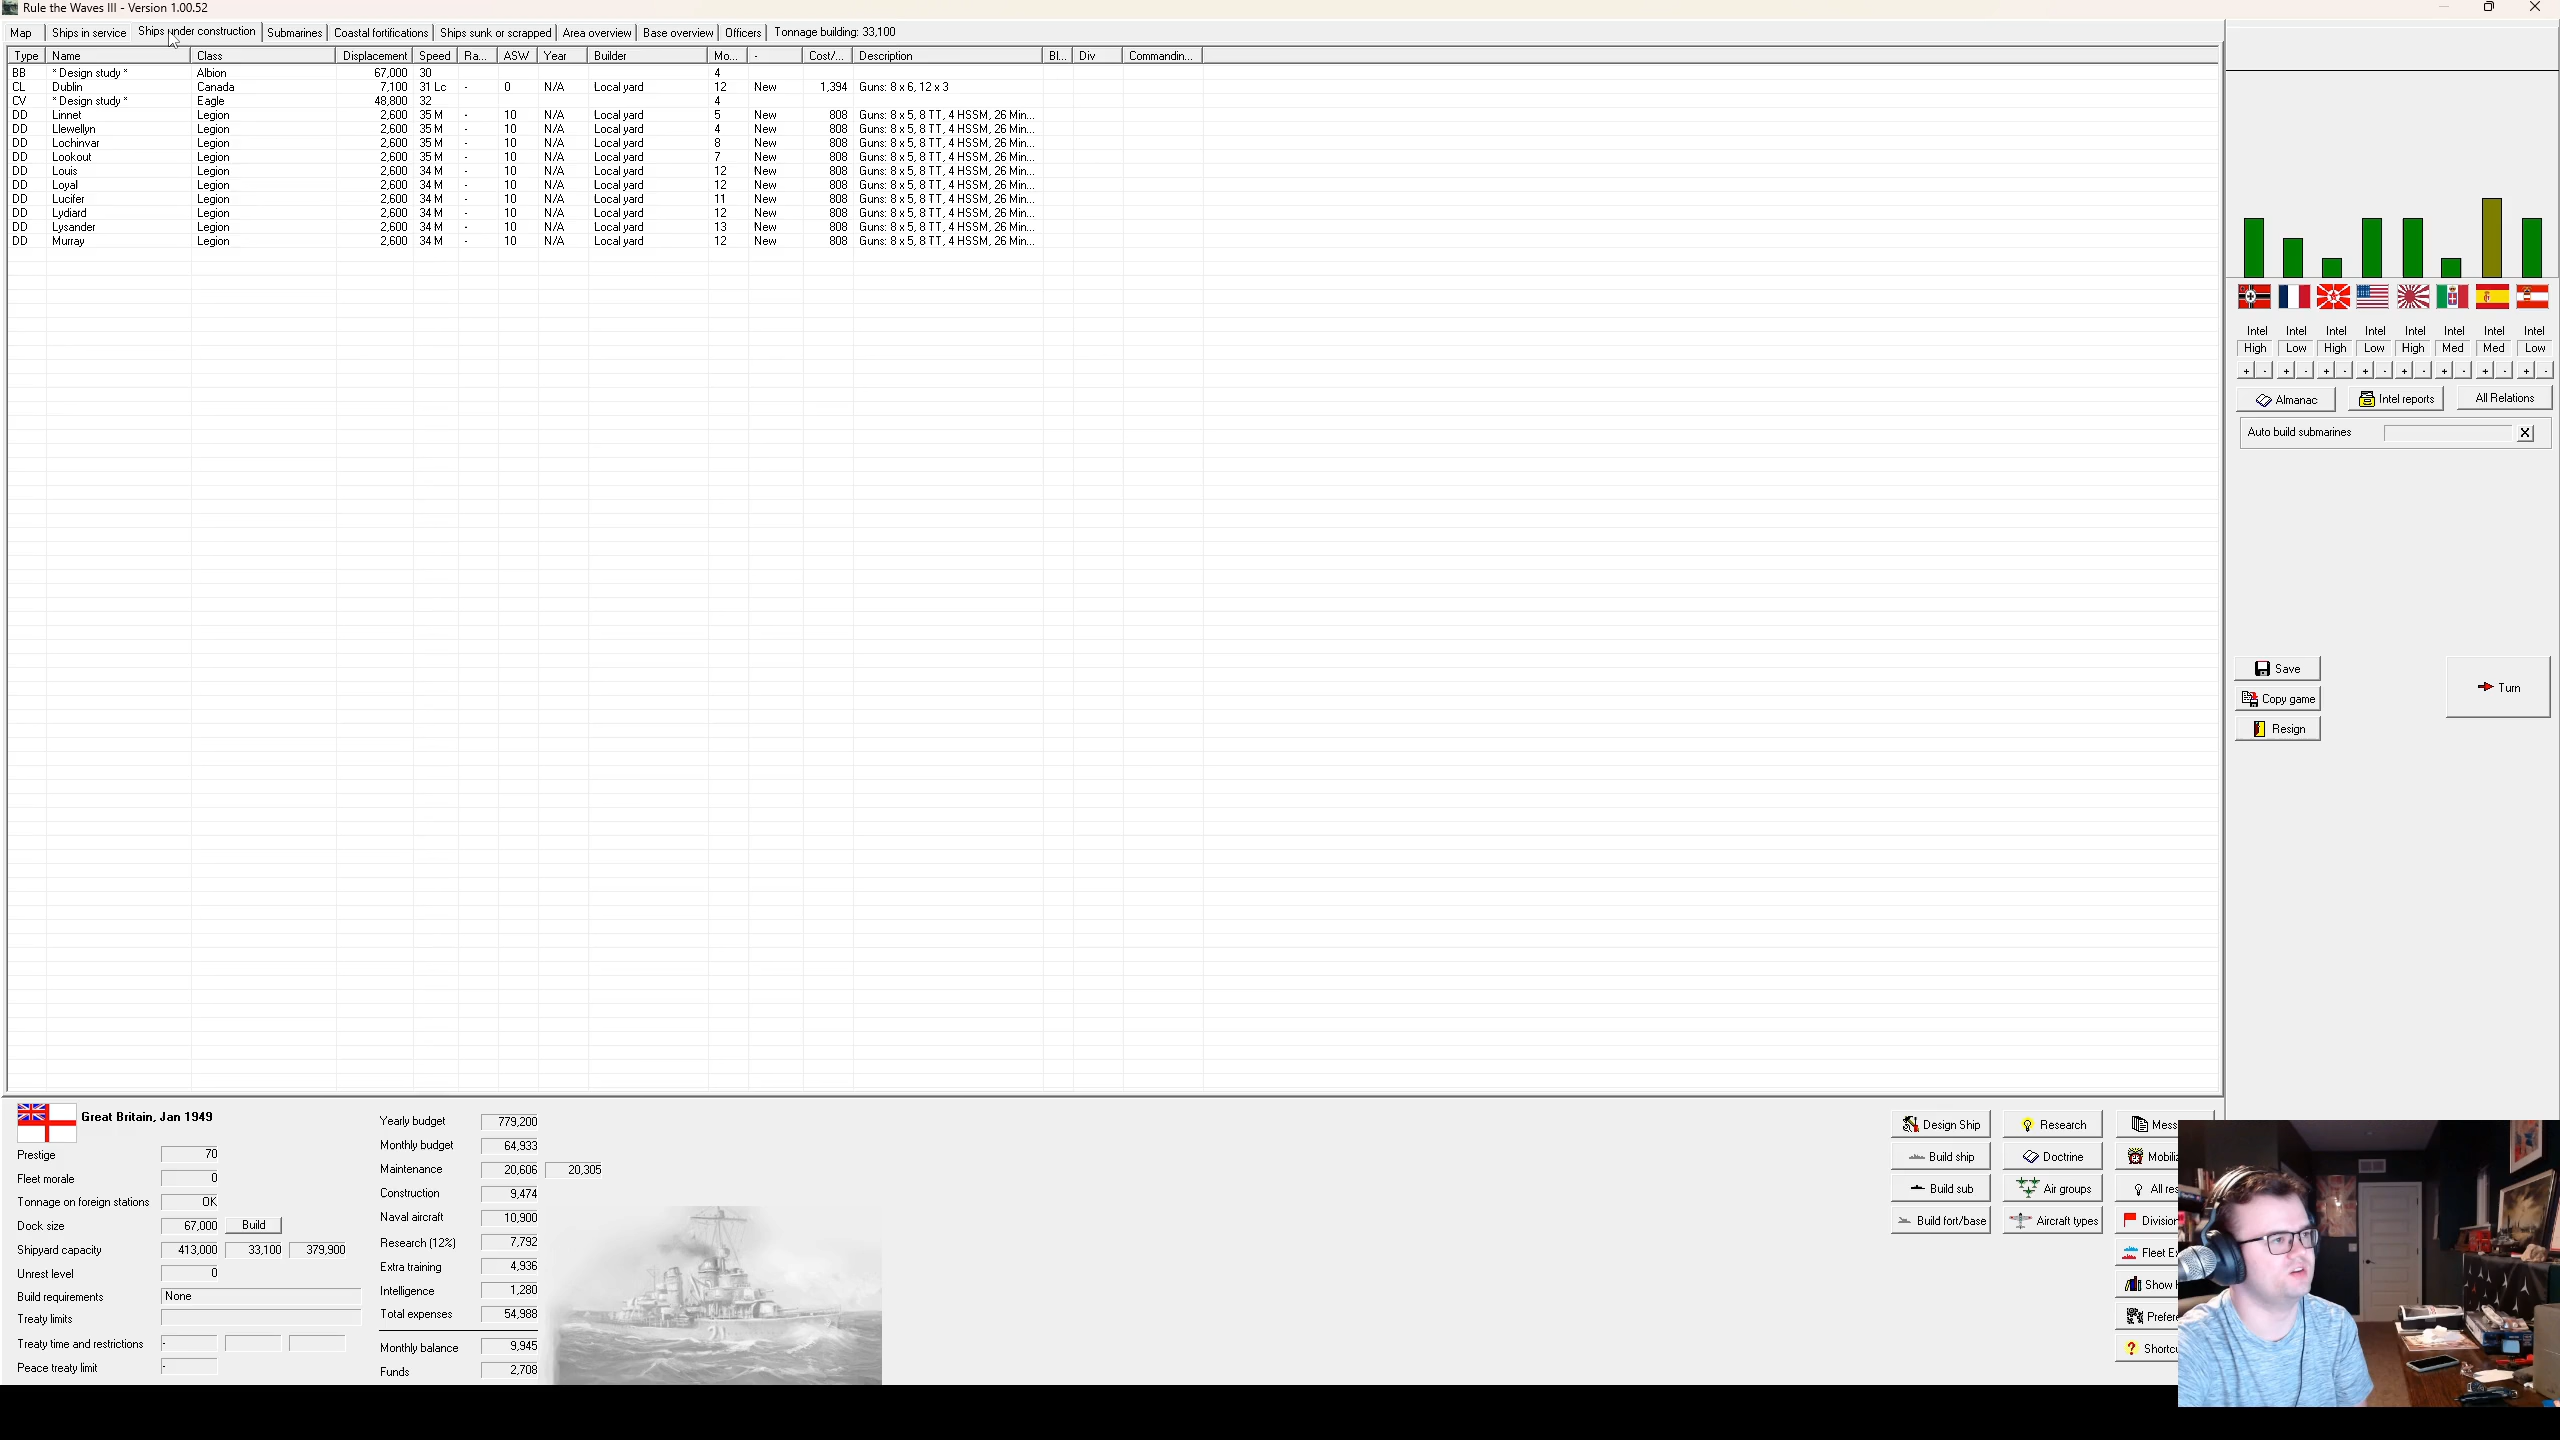 Rule the Waves III - Version 1.00.52
Map Ships in service Ships under construction Submarines Coastal fortifications Ships sunk or scrapped Area overview Base overview Officers Tonnage building: 33,100
Type Name Class Displacement Speed Ra... ASW Year Builder Mo... - Cost/... Description Bl... Div Commandin...
BB * Design study * Albion 67,000 30 4
CL Dublin Canada 7,100 31 Lc - 0 N/A Local yard 12 New 1,394 Guns: 8 x 6, 12 x 3
CV * Design study * Eagle 48,800 32 4
DD Linnet Legion 2,600 35 M - 10 N/A Local yard 5 New 808 Guns: 8 x 5, 8 TT, 4 HSSM, 26 Min...
DD Llewellyn Legion 2,600 35 M - 10 N/A Local yard 4 New 808 Guns: 8 x 5, 8 TT, 4 HSSM, 26 Min...
DD Lochinvar Legion 2,600 35 M - 10 N/A Local yard 8 New 808 Guns: 8 x 5, 8 TT, 4 HSSM, 26 Min...
DD Lookout Legion 2,600 35 M - 10 N/A Local yard 7 New 808 Guns: 8 x 5, 8 TT, 4 HSSM, 26 Min...
DD Louis Legion 2,600 34 M - 10 N/A Local yard 12 New 808 Guns: 8 x 5, 8 TT, 4 HSSM, 26 Min...
DD Loyal Legion 2,600 34 M - 10 N/A Local yard 12 New 808 Guns: 8 x 5, 8 TT, 4 HSSM, 26 Min...
DD Lucifer Legion 2,600 34 M - 10 N/A Local yard 11 New 808 Guns: 8 x 5, 8 TT, 4 HSSM, 26 Min...
DD Lydiard Legion 2,600 34 M - 10 N/A Local yard 12 New 808 Guns: 8 x 5, 8 TT, 4 HSSM, 26 Min...
DD Lysander Legion 2,600 34 M - 10 N/A Local yard 13 New 808 Guns: 8 x 5, 8 TT, 4 HSSM, 26 Min...
DD Murray Legion 2,600 34 M - 10 N/A Local yard 12 New 808 Guns: 8 x 5, 8 TT, 4 HSSM, 26 Min...
Intel Intel Intel Intel Intel Intel Intel Intel
High Low High Low High Med Med Low
+ - + - + - + - + - + - + - + -
Almanac Intel reports All Relations
Auto build submarines X
Save
Copy game
Resign
Turn
Great Britain, Jan 1949
Prestige 70
Fleet morale 0
Tonnage on foreign stations OK
Dock size 67,000 Build
Shipyard capacity 413,000 33,100 379,900
Unrest level 0
Build requirements None
Treaty limits
Treaty time and restrictions -
Peace treaty limit -
Yearly budget 779,200
Monthly budget 64,933
Maintenance 20,606 20,305
Construction 9,474
Naval aircraft 10,900
Research (12%) 7,792
Extra training 4,936
Intelligence 1,280
Total expenses 54,988
Monthly balance 9,945
Funds 2,708
Design Ship Research Mess
Build ship Doctrine Mobiliz
Build sub Air groups All res
Build fort/base Aircraft types Division
Fleet Ex
Show
Prefere
Shortcu